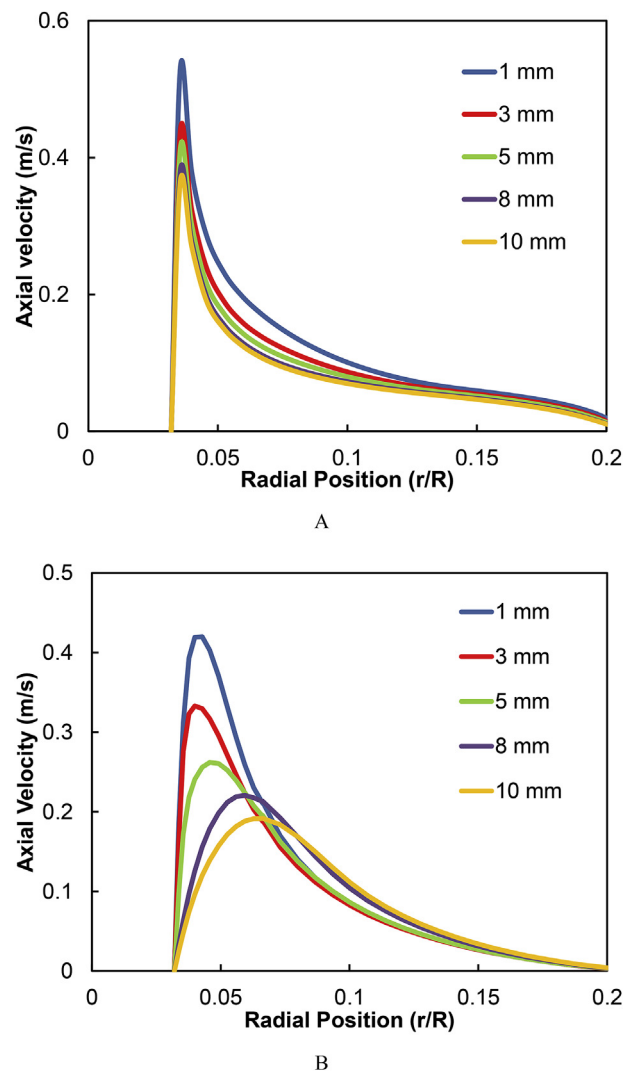 0.6
0.4
0.2
0
Axial velocity (m/s)
1 mm
3 mm
5 mm
8 mm
10 mm
0
0.05
0.1
0.15
0.2
Radial Position (r/R)
A
0.5
0.4
0.3
0.2
0.1
0
Axial Velocity (m/s)
1 mm
3 mm
5 mm
8 mm
10 mm
0
0.05
0.1
0.15
0.2
Radial Position (r/R)
B